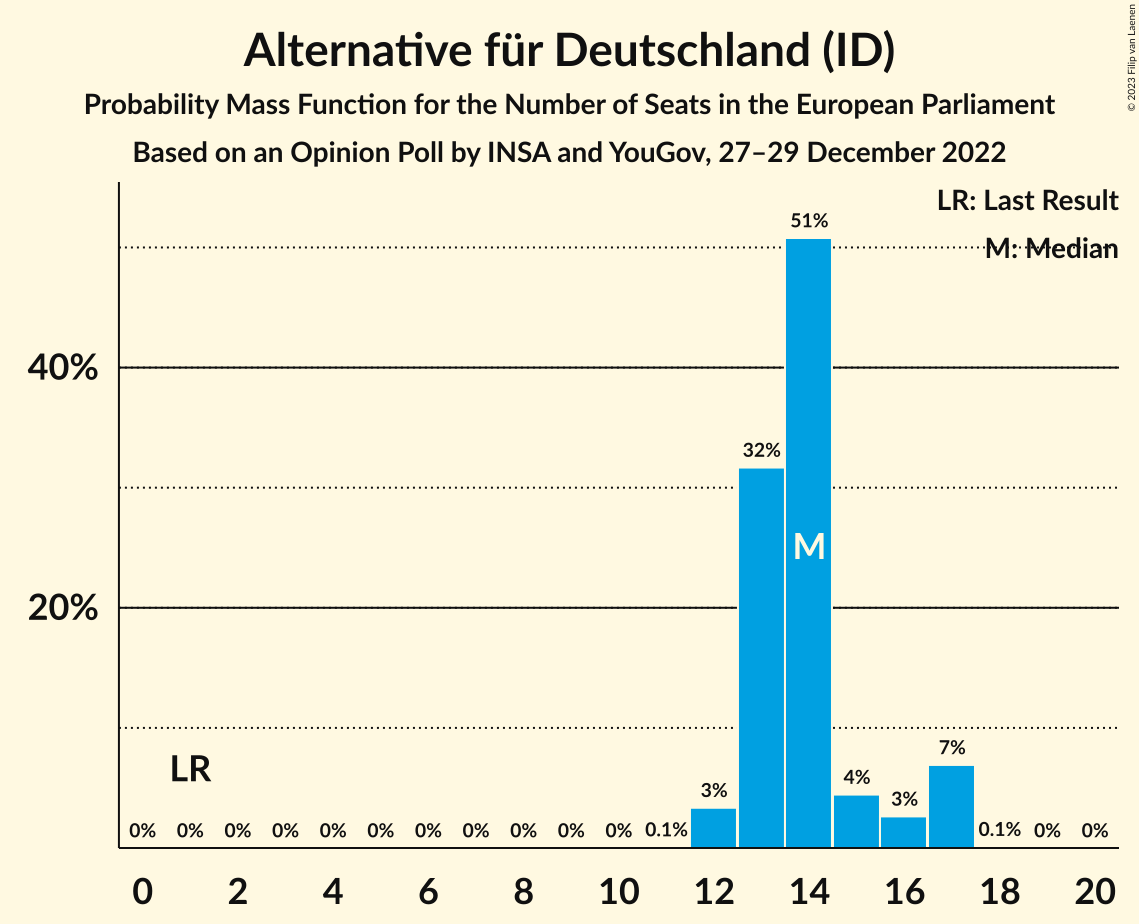 Alternative für Deutschland (ID)
Probability Mass Function for the Number of Seats in the European Parliament
Based on an Opinion Poll by INSA and YouGov, 27–29 December 2022
© 2023 Filip van Laenen
LR: Last Result
M: Median
51%
40%
32%
M
20%
LR
7%
3%
4%
3%
0% 0% 0% 0% 0% 0% 0% 0% 0% 0% 0% 0.1% 0.1% 0% 0%
0 2 4 6 8 10 12 14 16 18 20